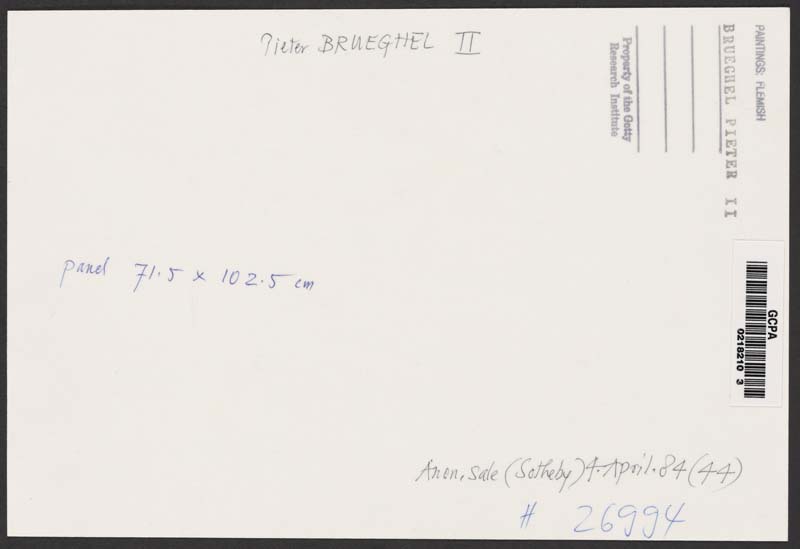 Pieter BRUEGHEL II
PAINTINGS: FLEMISH
BRUEGHEL PIETER II
Property of the Getty
Research Institute
panel 71.5 x 102.5 cm
GCPA
0218210 3
Anon. sale (Sotheby) 4.April.84 (44)
# 26994